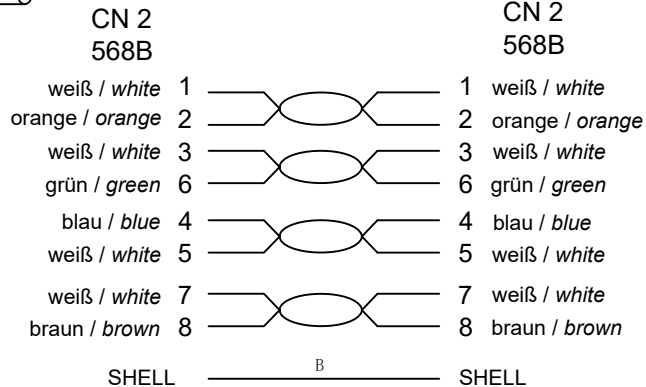 CN 2 CN 2
568B 568B
weiß / white 1 1 weiß / white
orange / orange 2 2 orange / orange
weiß / white 3 3 weiß / white
grün / green 6 6 grün / green
blau / blue 4 4 blau / blue
weiß / white 5 5 weiß / white
weiß / white 7 7 weiß / white
braun / brown 8 8 braun / brown
SHELL B SHELL